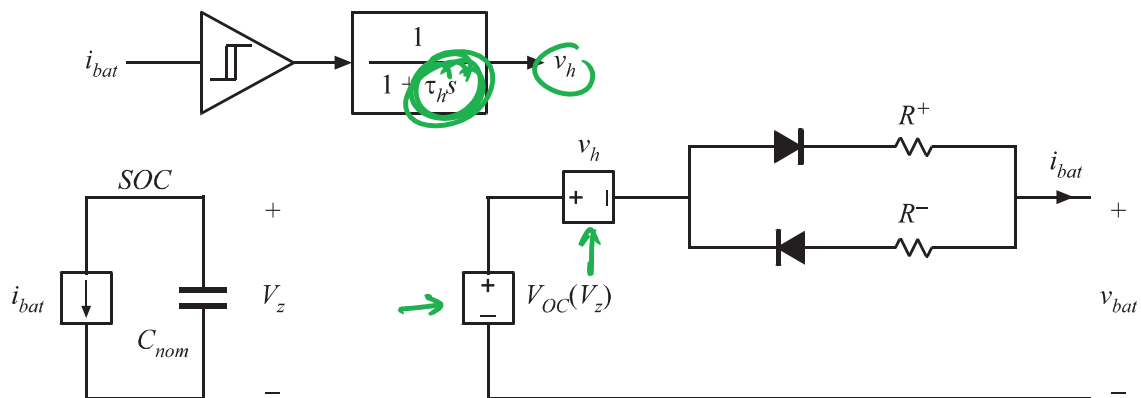 1
i_bat
1 + τ_h s
v_h
R⁺
v_h
i_bat
SOC
+
+ −
+
R⁻
+
i_bat
V_z
−
V_OC(V_z)
v_bat
C_nom
−
−